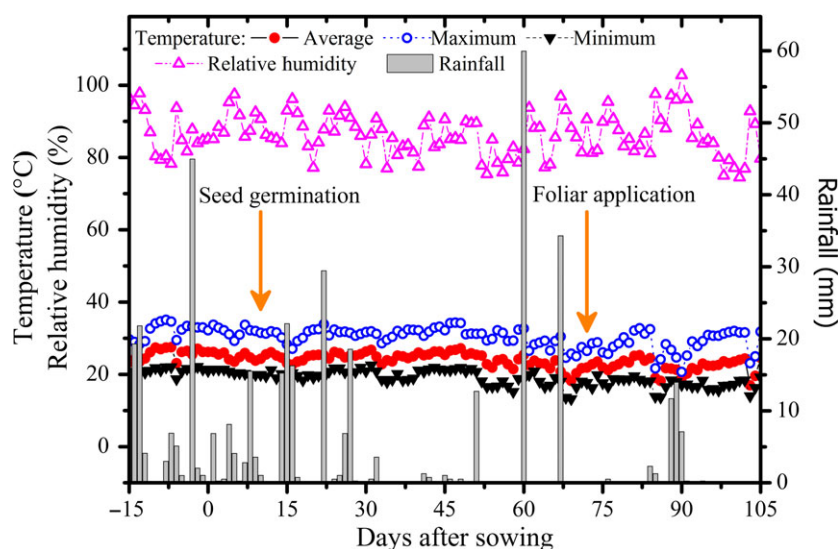 Temperature: Average Maximum Minimum
Relative humidity Rainfall
Temperature (°C)
Relative humidity (%)
Rainfall (mm)
100
80
60
40
20
0
60
50
40
30
20
10
0
Seed germination
Foliar application
−15 0 15 30 45 60 75 90 105
Days after sowing